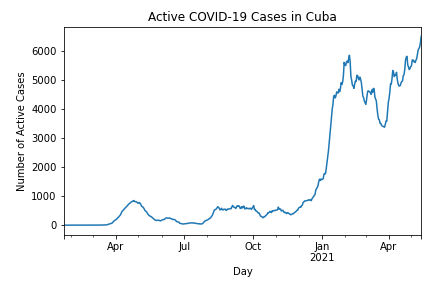 Active COVID-19 Cases in Cuba
Number of Active Cases
6000
5000
4000
3000
2000
1000
0
Apr
Jul
Oct
Jan
2021
Apr
Day